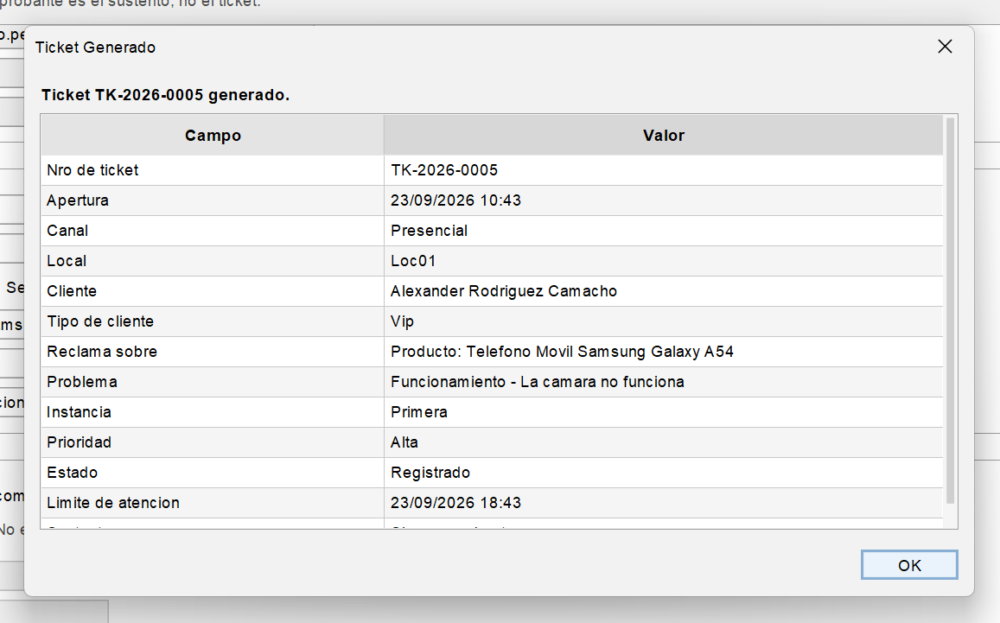 probante es el sustento, no el ticket.
o.pe
Ticket Generado
Ticket TK-2026-0005 generado.
Campo Valor
Nro de ticket TK-2026-0005
Apertura 23/09/2026 10:43
Canal Presencial
Local Loc01
Se
Cliente Alexander Rodriguez Camacho
ms
Tipo de cliente Vip
Reclama sobre Producto: Telefono Movil Samsung Galaxy A54
Problema Funcionamiento - La camara no funciona
cion
Instancia Primera
Prioridad Alta
Estado Registrado
com
Limite de atencion 23/09/2026 18:43
No e
OK